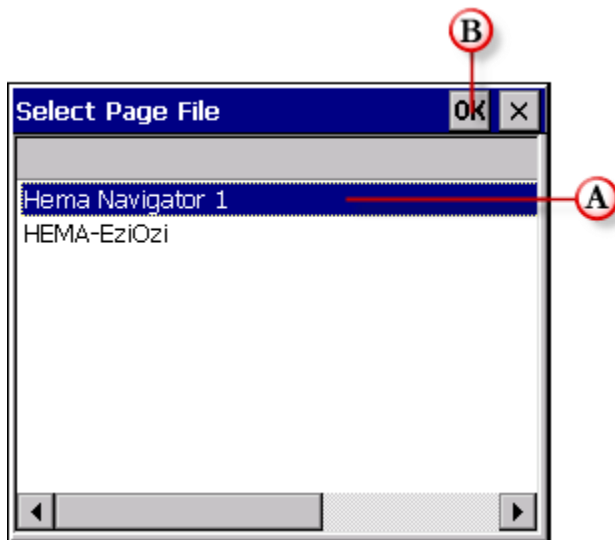 B
Select Page File OK ×
Hema Navigator 1
A
HEMA-EziOzi